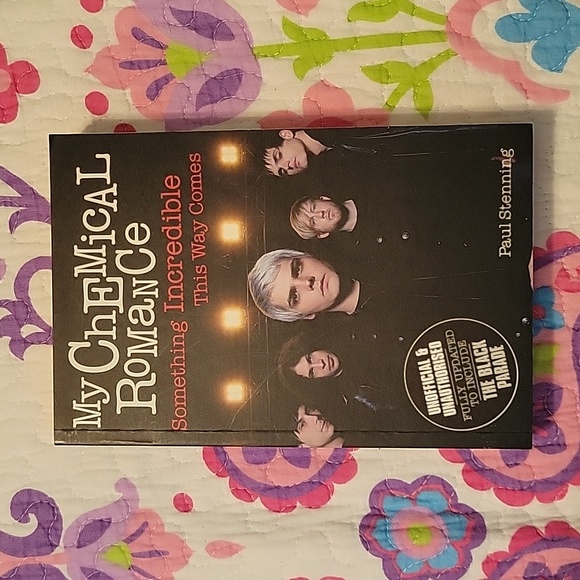 My CHEMiCAL
ROMaNCe
Something Incredible
This Way Comes
UNOFFICIAL &
UNAUTHORISED
FULLY UPDATED
TO INCLUDE
THE BLACK
PARADE
Paul Stenning